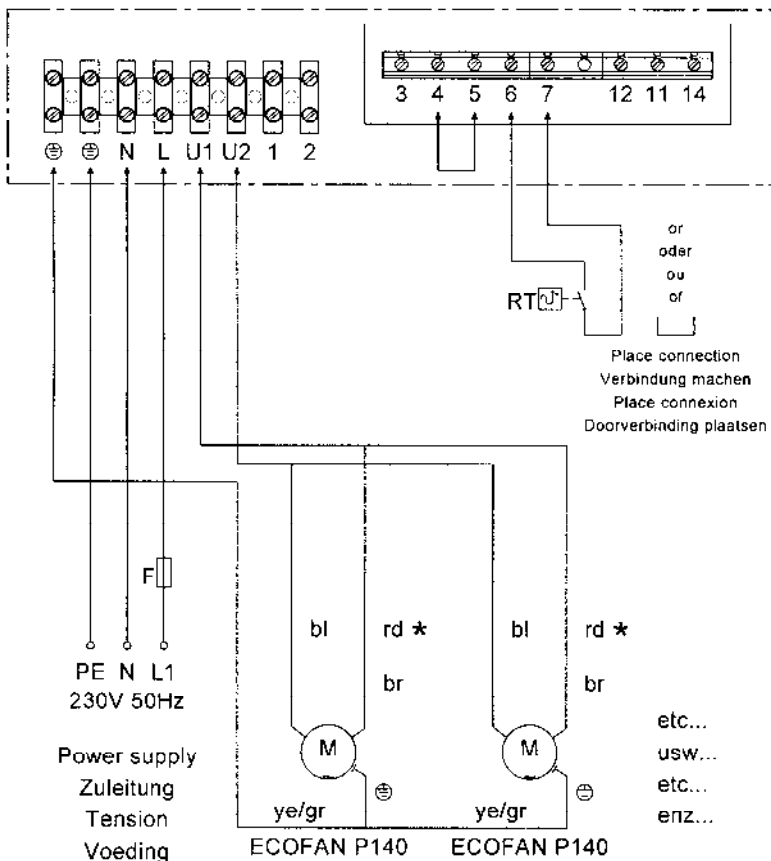 3 4 5 6 7 12 11 14
N L U1 U2 1 2
or
oder
ou
of
RT
Place connection
Verbindung machen
Place connexion
Doorverbinding plaatsen
F
bl rd * bl rd *
br br
PE N L1
230V 50Hz
M M
etc...
usw...
etc...
enz...
Power supply
Zuleitung
Tension
Voeding
ye/gr ye/gr
ECOFAN P140 ECOFAN P140